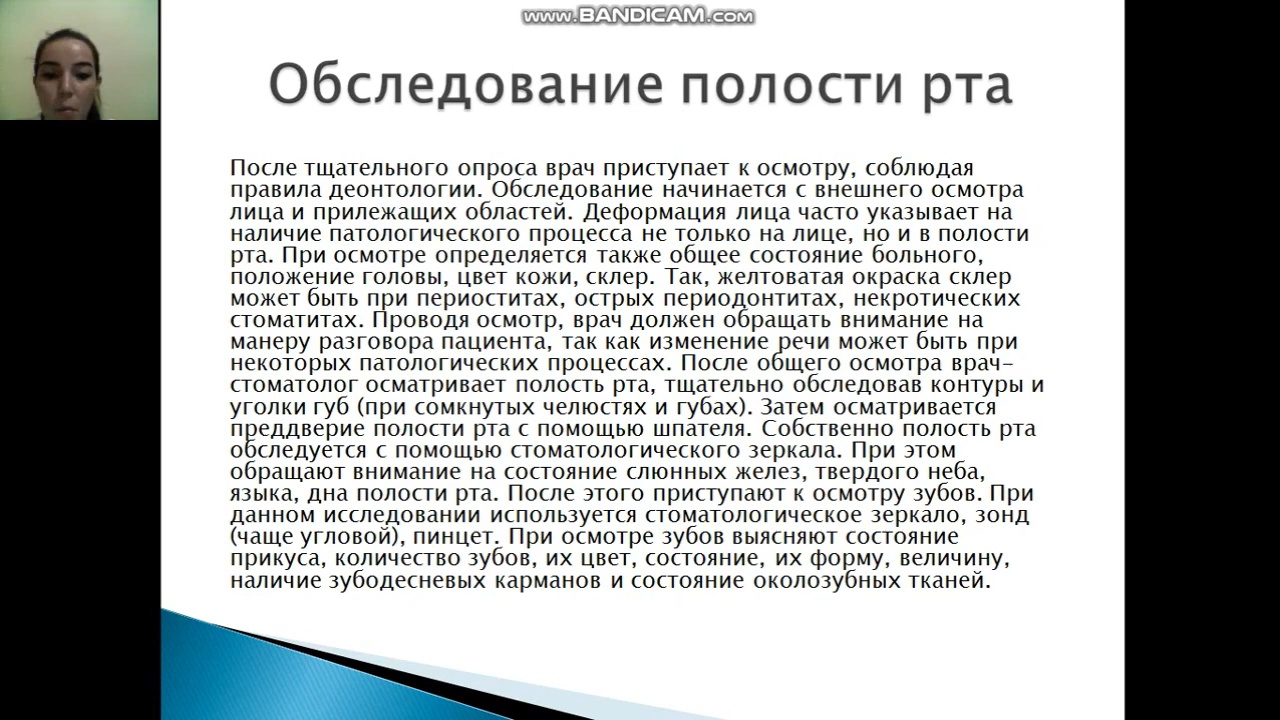 www.BANDICAM.com
Обследование полости рта
После тщательного опроса врач приступает к осмотру, соблюдая
правила деонтологии. Обследование начинается с внешнего осмотра
лица и прилежащих областей. Деформация лица часто указывает на
наличие патологического процесса не только на лице, но и в полости
рта. При осмотре определяется также общее состояние больного,
положение головы, цвет кожи, склер. Так, желтоватая окраска склер
может быть при периоститах, острых периодонтитах, некротических
стоматитах. Проводя осмотр, врач должен обращать внимание на
манеру разговора пациента, так как изменение речи может быть при
некоторых патологических процессах. После общего осмотра врач-
стоматолог осматривает полость рта, тщательно обследовав контуры и
уголки губ (при сомкнутых челюстях и губах). Затем осматривается
преддверие полости рта с помощью шпателя. Собственно полость рта
обследуется с помощью стоматологического зеркала. При этом
обращают внимание на состояние слюнных желез, твердого неба,
языка, дна полости рта. После этого приступают к осмотру зубов. При
данном исследовании используется стоматологическое зеркало, зонд
(чаще угловой), пинцет. При осмотре зубов выясняют состояние
прикуса, количество зубов, их цвет, состояние, их форму, величину,
наличие зубодесневых карманов и состояние околозубных тканей.